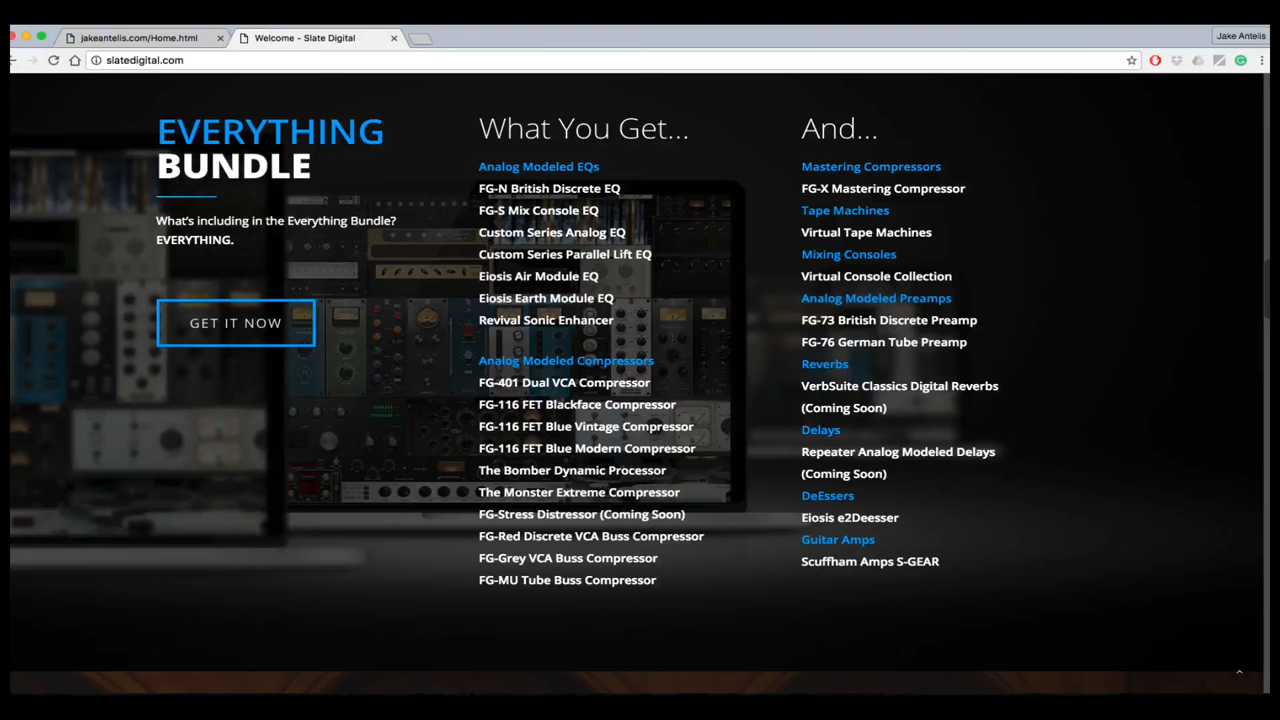 jakeantelis.com/Home.html
Welcome - Slate Digital
Jake Antelis
slatedigital.com
EVERYTHING
BUNDLE
What's including in the Everything Bundle?
EVERYTHING.
GET IT NOW
What You Get...
Analog Modeled EQs
FG-N British Discrete EQ
FG-S Mix Console EQ
Custom Series Analog EQ
Custom Series Parallel Lift EQ
Eiosis Air Module EQ
Eiosis Earth Module EQ
Revival Sonic Enhancer
Analog Modeled Compressors
FG-401 Dual VCA Compressor
FG-116 FET Blackface Compressor
FG-116 FET Blue Vintage Compressor
FG-116 FET Blue Modern Compressor
The Bomber Dynamic Processor
The Monster Extreme Compressor
FG-Stress Distressor (Coming Soon)
FG-Red Discrete VCA Buss Compressor
FG-Grey VCA Buss Compressor
FG-MU Tube Buss Compressor
And...
Mastering Compressors
FG-X Mastering Compressor
Tape Machines
Virtual Tape Machines
Mixing Consoles
Virtual Console Collection
Analog Modeled Preamps
FG-73 British Discrete Preamp
FG-76 German Tube Preamp
Reverbs
VerbSuite Classics Digital Reverbs
(Coming Soon)
Delays
Repeater Analog Modeled Delays
(Coming Soon)
DeEssers
Eiosis e2Deesser
Guitar Amps
Scuffham Amps S-GEAR